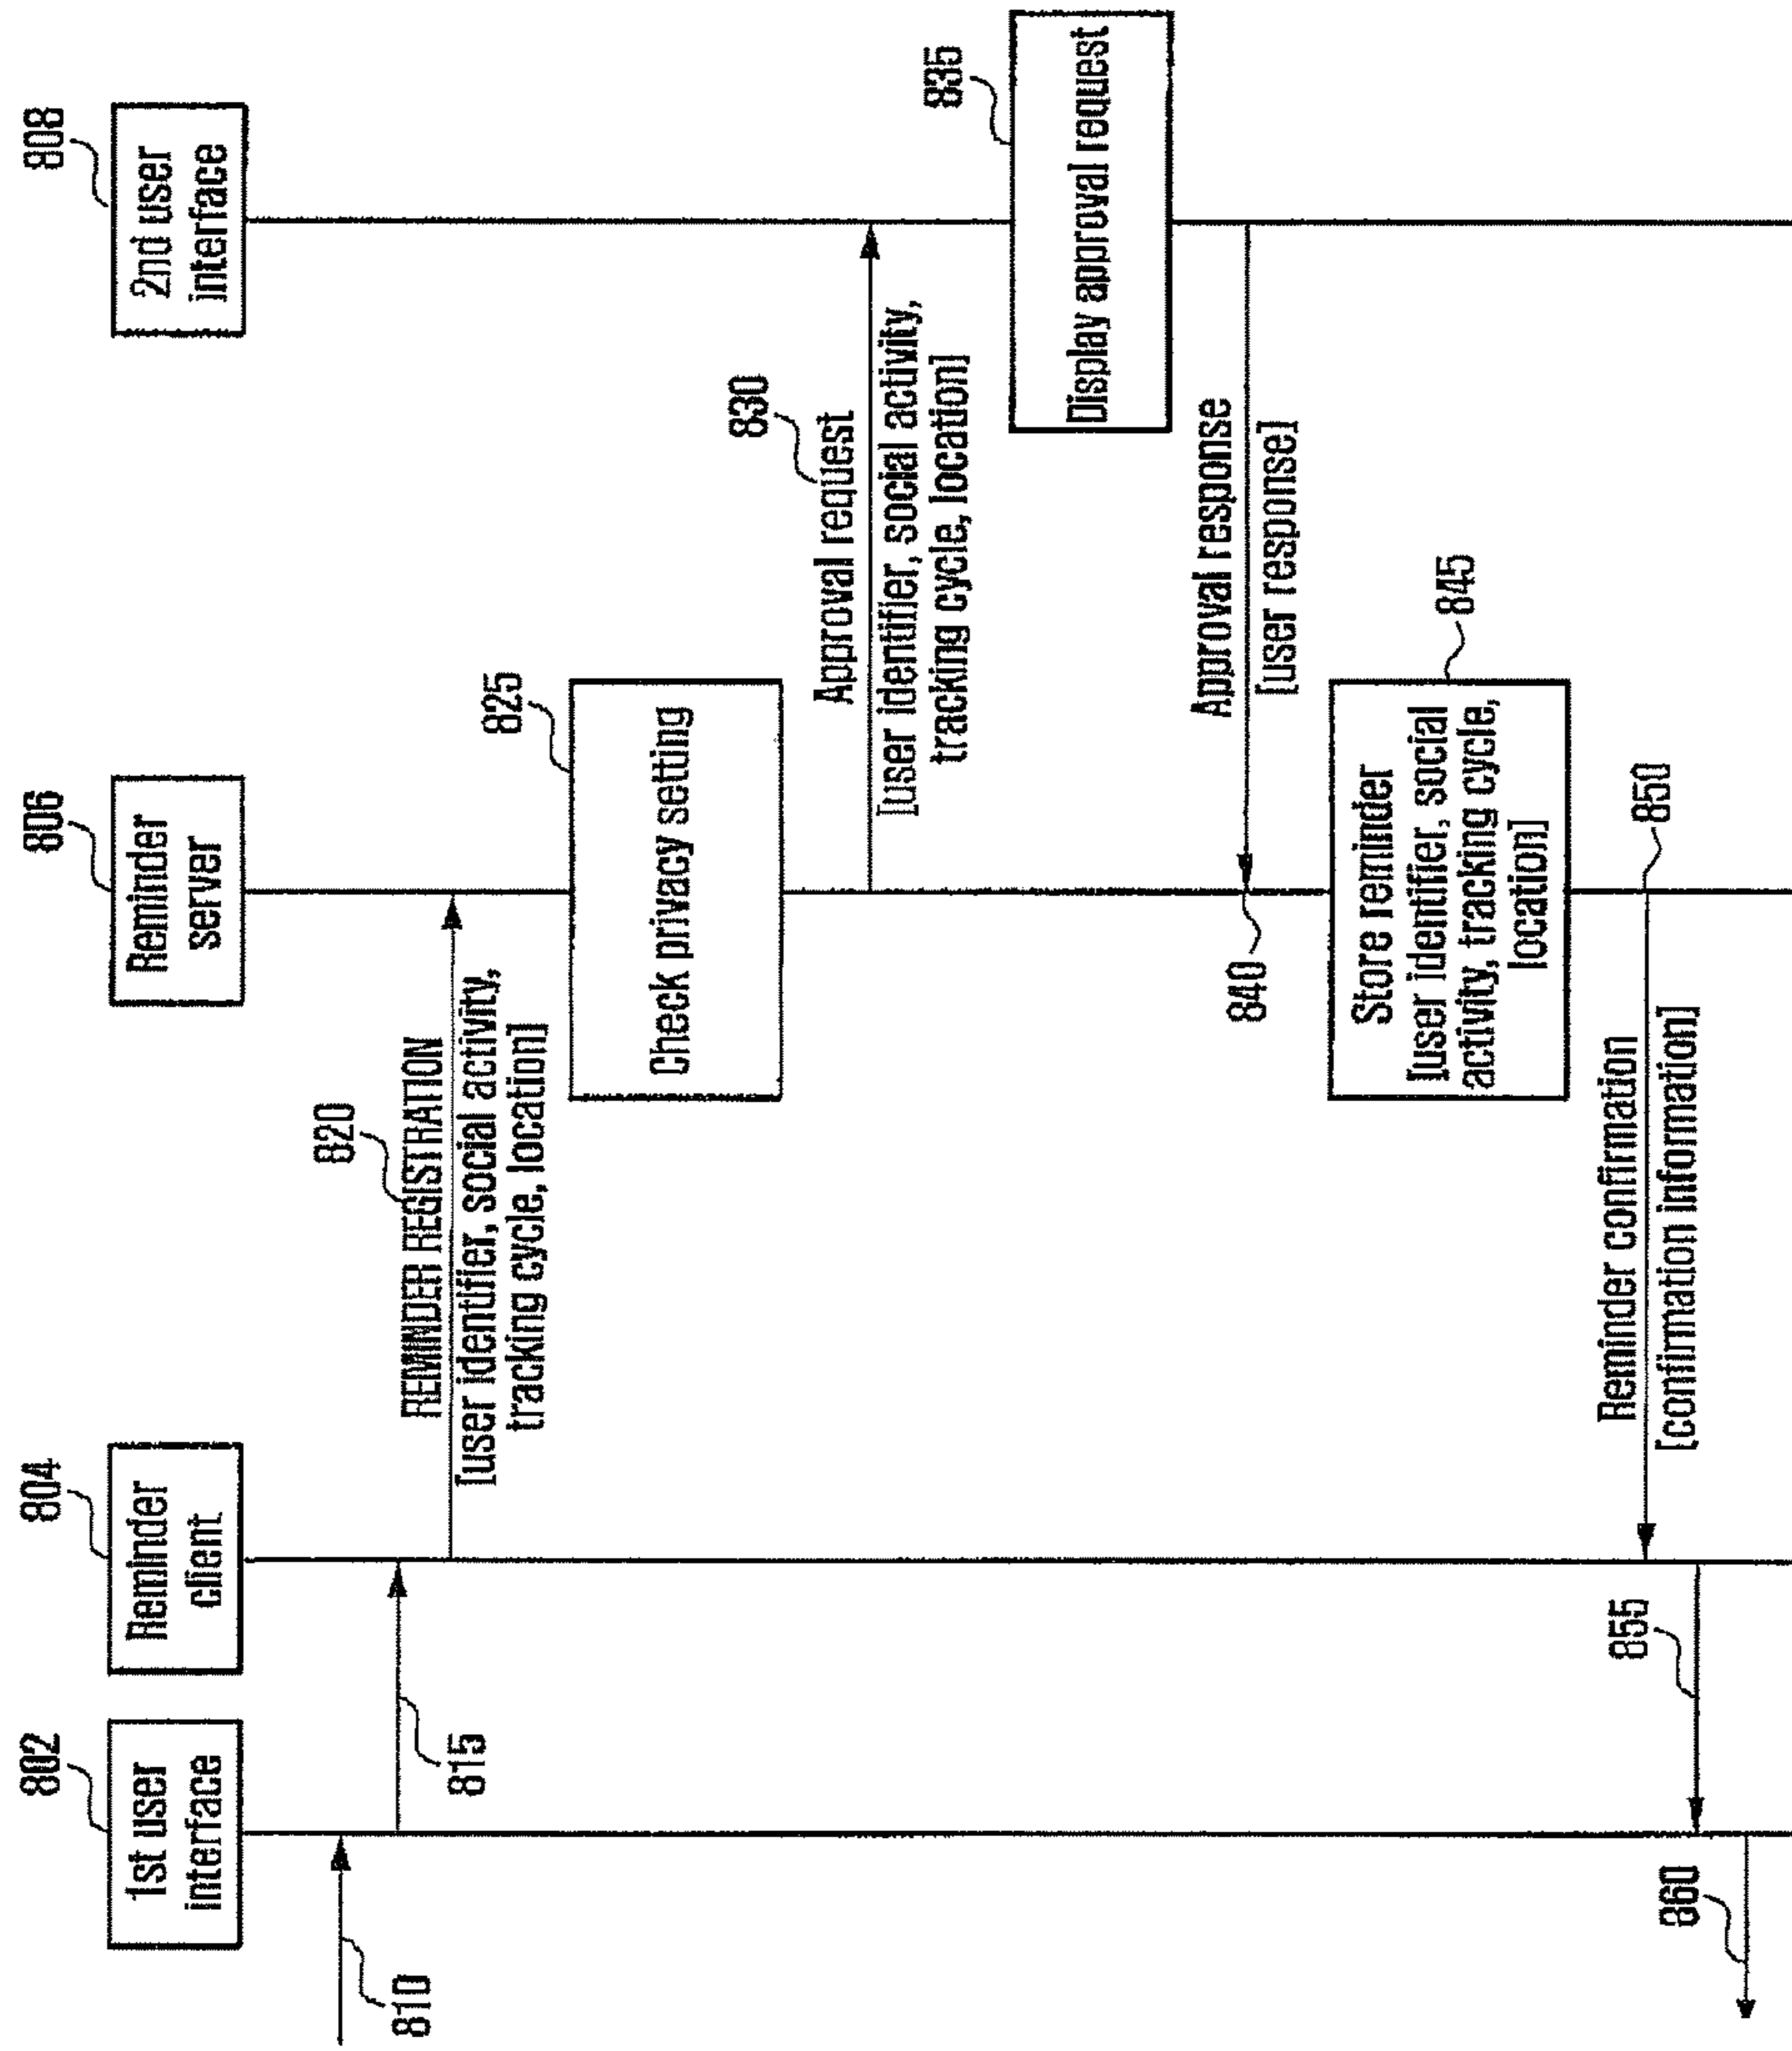 802
804
806
808
1st user
interface
Reminder
client
Reminder
server
2nd user
interface
810
815
820
REMINDER REGISTRATION
[user identifier, social activity,
tracking cycle, location]
825
Check privacy setting
830
Approval request
[user identifier, social activity,
tracking cycle, location]
835
Display approval request
Approval response
[user response]
840
845
Store reminder
[user identifier, social
activity, tracking cycle,
location]
850
Reminder confirmation
[confirmation information]
855
860